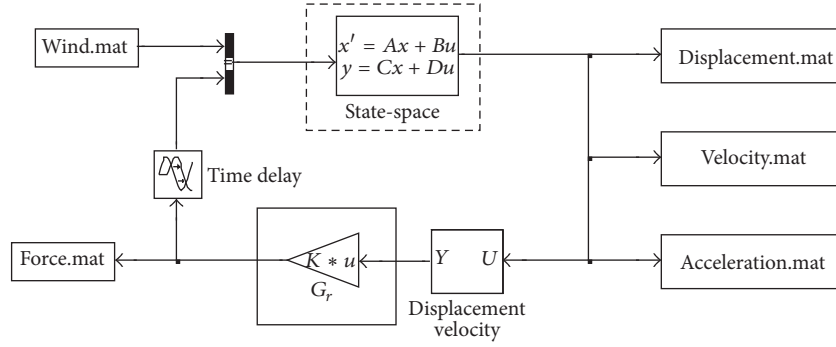 Wind.mat
x′ = Ax + Bu
y = Cx + Du
State-space
Displacement.mat
Velocity.mat
Time delay
Force.mat
K * u
G_r
Y U
Displacement
velocity
Acceleration.mat